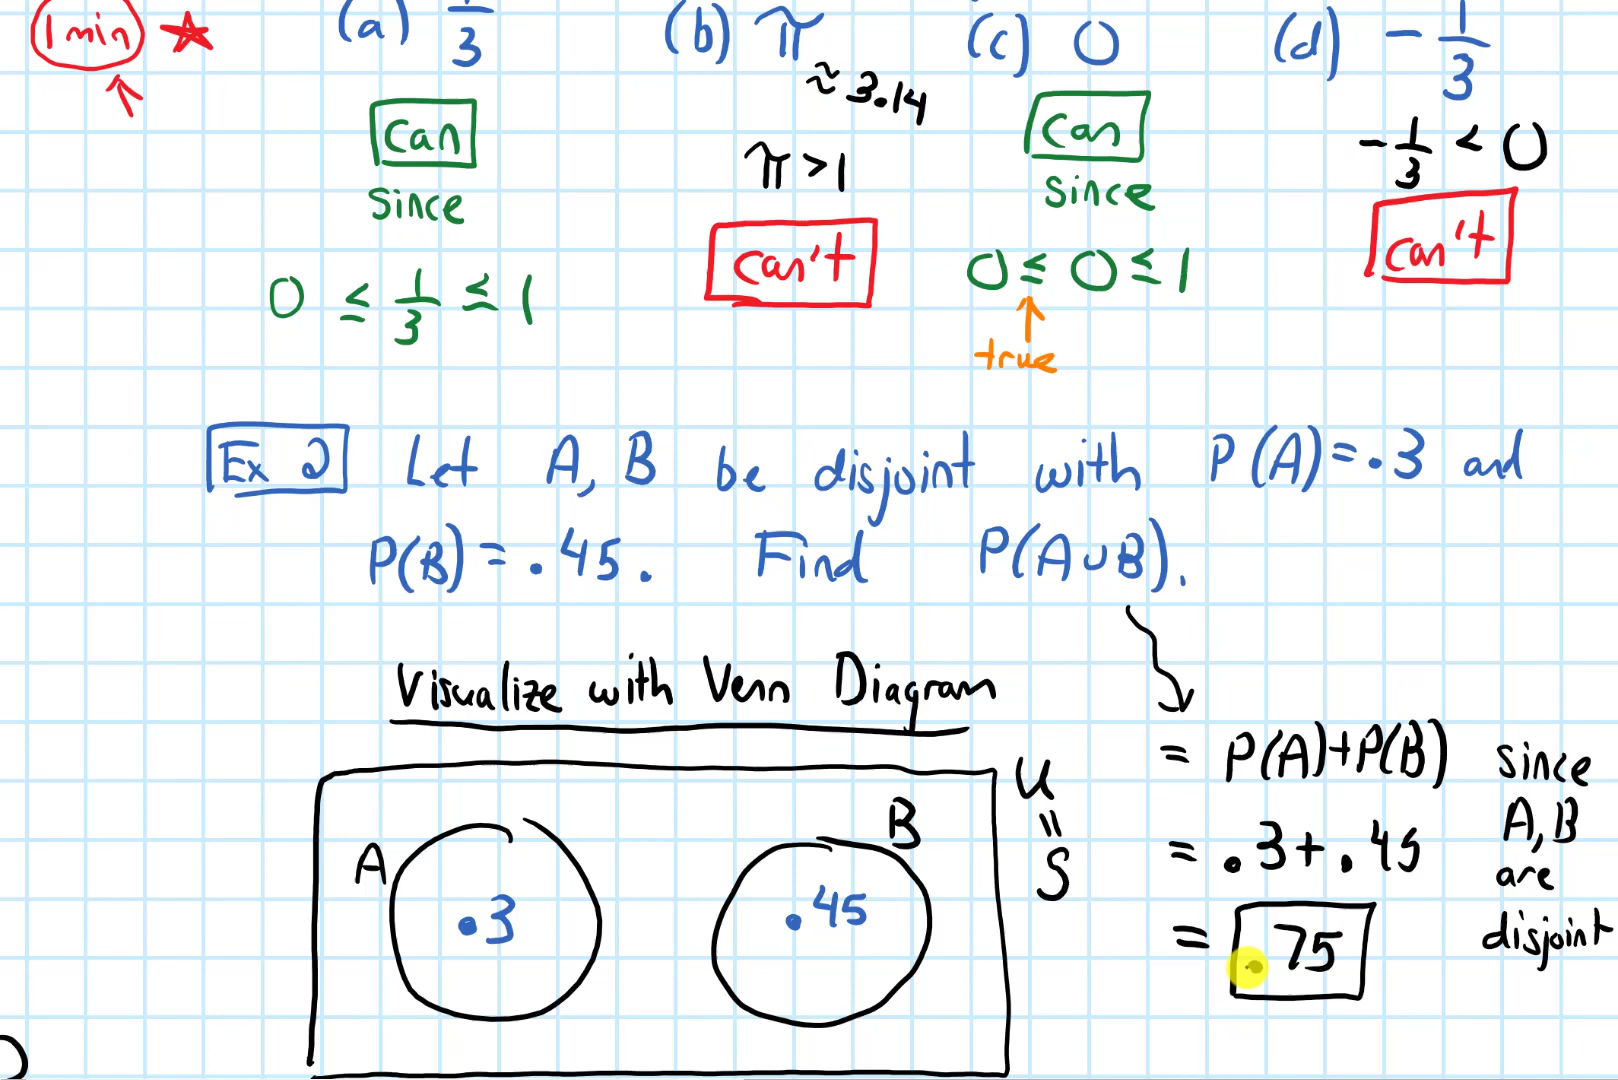 1 min ★ (a) 1/3 (b) π (c) 0 (d) - 1/3
≈ 3.14
can
can
- 1/3 < 0
π > 1
since
since
can't
can't
0 ≤ 1/3 ≤ 1
0 ≤ 0 ≤ 1
true
Ex 2 Let A, B be disjoint with P(A) = .3 and
P(B) = .45. Find P(A∪B).
Visualize with Venn Diagram
= P(A)+P(B) since
U
=
S
A, B
B
A
= .3 + .45
are
.3
.45
= .75
disjoint